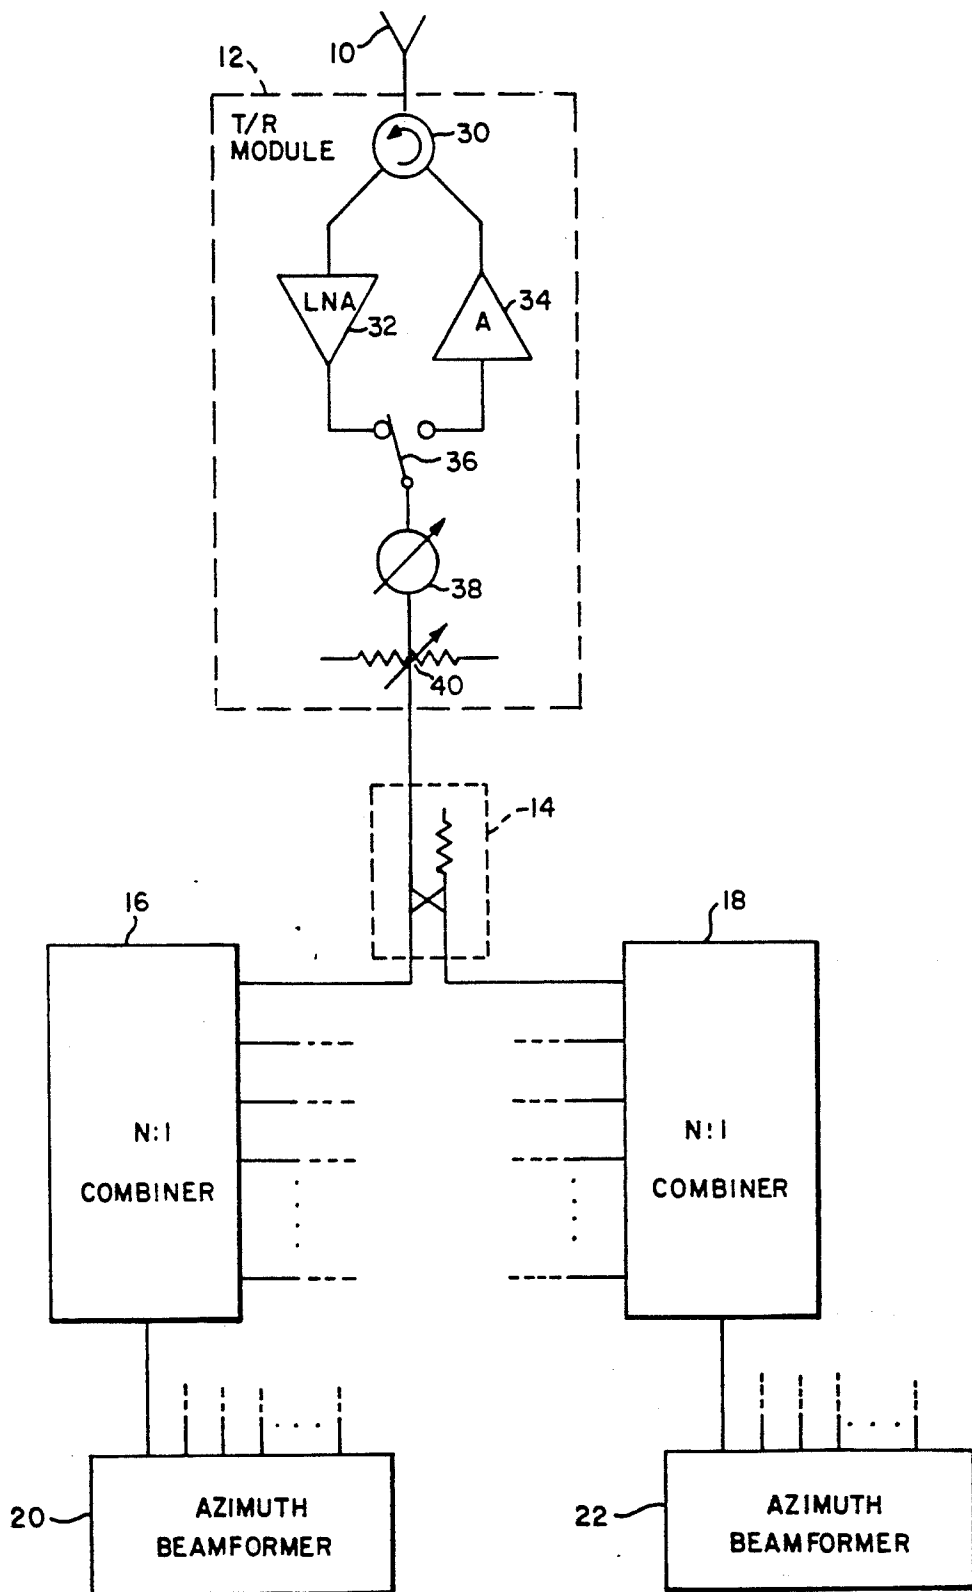 10
12
T/R
MODULE
30
LNA
32
A
34
36
38
40
14
16
18
N:1
COMBINER
N:1
COMBINER
20
AZIMUTH
BEAMFORMER
22
AZIMUTH
BEAMFORMER